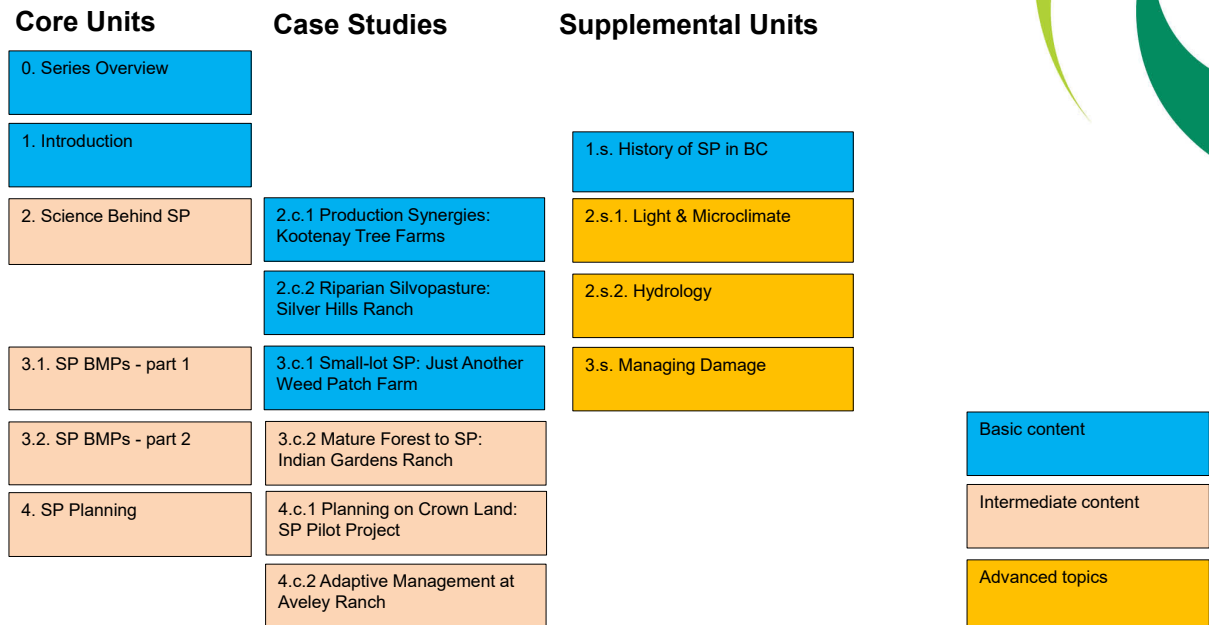 Core Units
Case Studies
Supplemental Units
0. Series Overview
1. Introduction
1.s. History of SP in BC
2. Science Behind SP
2.c.1 Production Synergies:
Kootenay Tree Farms
2.s.1. Light & Microclimate
2.c.2 Riparian Silvopasture:
Silver Hills Ranch
2.s.2. Hydrology
3.1. SP BMPs - part 1
3.c.1 Small-lot SP: Just Another
Weed Patch Farm
3.s. Managing Damage
3.2. SP BMPs - part 2
3.c.2 Mature Forest to SP:
Indian Gardens Ranch
4. SP Planning
4.c.1 Planning on Crown Land:
SP Pilot Project
4.c.2 Adaptive Management at
Aveley Ranch
Basic content
Intermediate content
Advanced topics